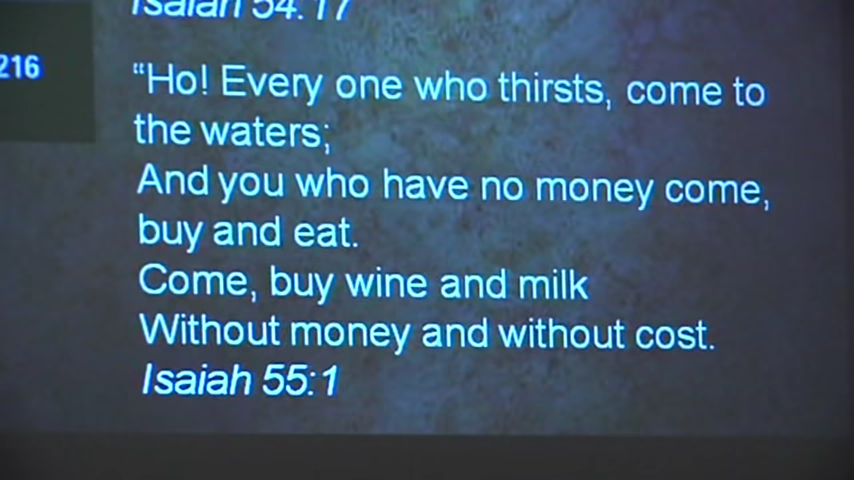 Isaiah 54:17
216
“Ho! Every one who thirsts, come to
the waters;
And you who have no money come,
buy and eat.
Come, buy wine and milk
Without money and without cost.
Isaiah 55:1